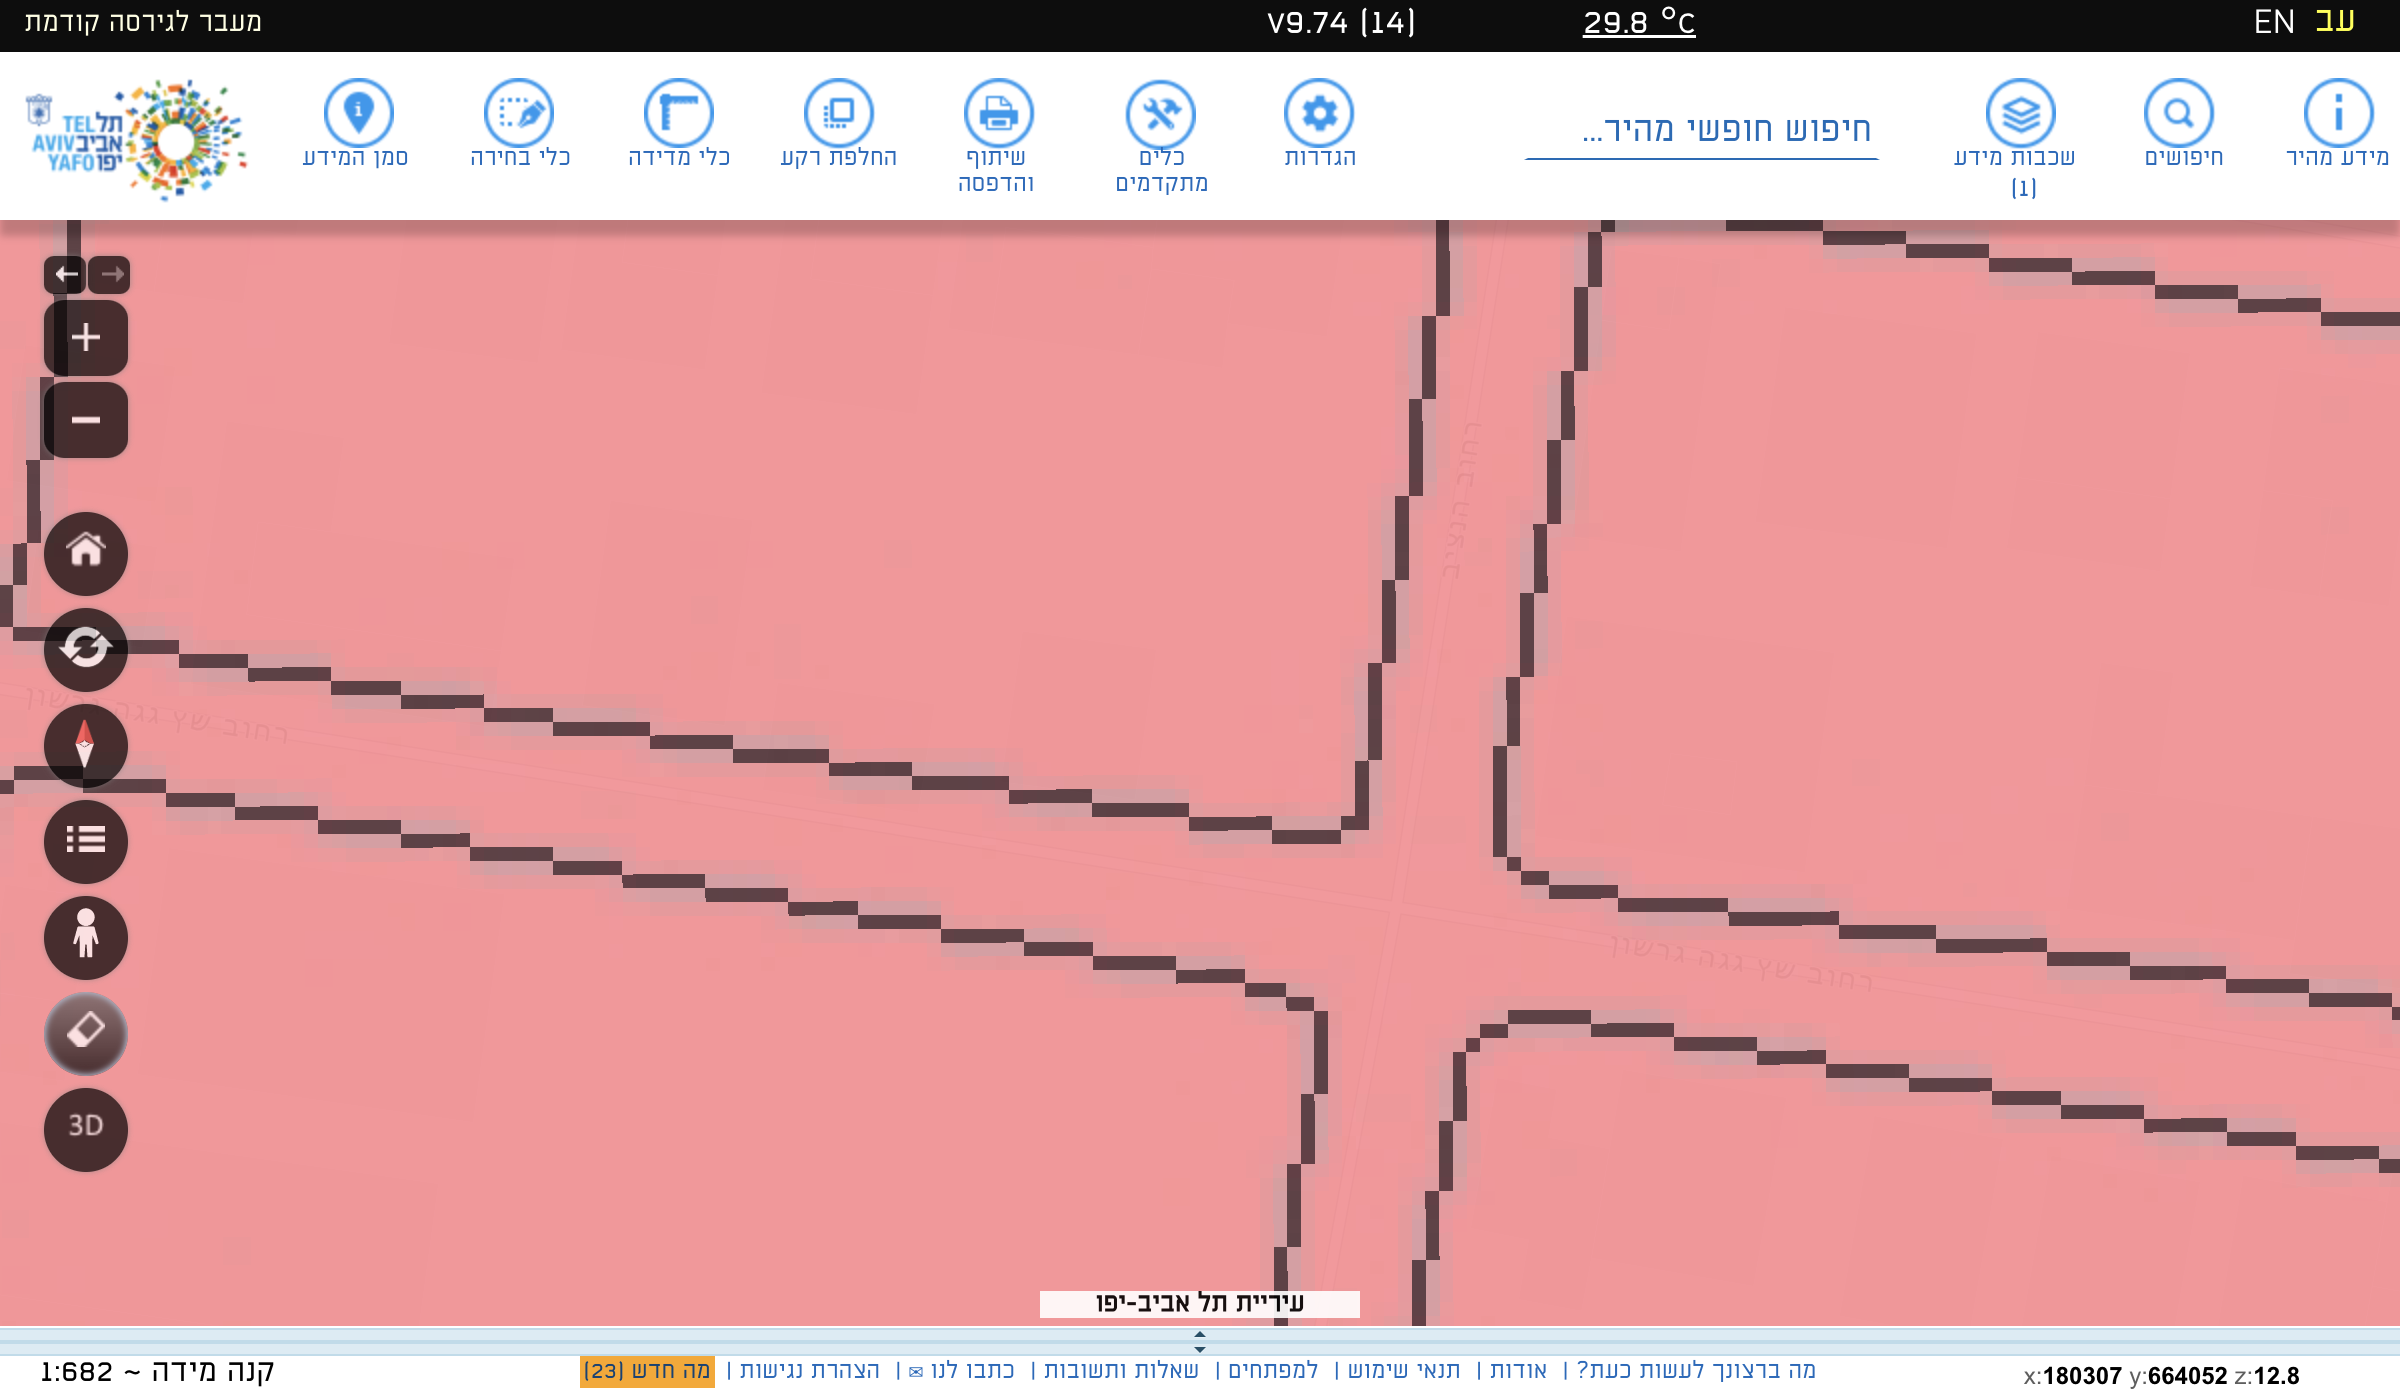 עב EN
29.8 °C
V9.74 (14)
מעבר לגירסה קודמת
מידע מהיר
חיפושים
שכבות מידע
(1)
חיפוש חופשי מהיר...
הגדרות
כלים
מתקדמים
שיתוף
והדפסה
החלפת רקע
כלי מדידה
כלי בחירה
סמן המידע
תל TEL
אביב AVIV
יפו YAFO
רחוב הנציב
רחוב שץ גגה גרשון
רחוב שץ גגה גרשון
3D
עיריית תל אביב-יפו
x:180307 y:664052 z:12.8
מה ברצונך לעשות כעת? | אודות | תנאי שימוש | למפתחים | שאלות ותשובות | כתבו לנו ✉ | הצהרת נגישות | מה חדש (23)
קנה מידה ~ 1:682